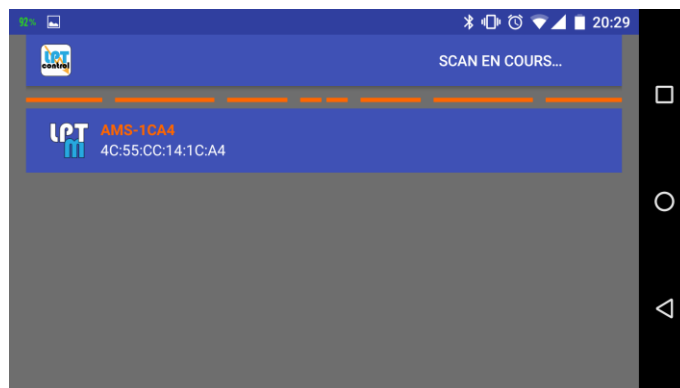 92%
20:29
LPT
control
SCAN EN COURS...
LPT
m
AMS-1CA4
4C:55:CC:14:1C:A4